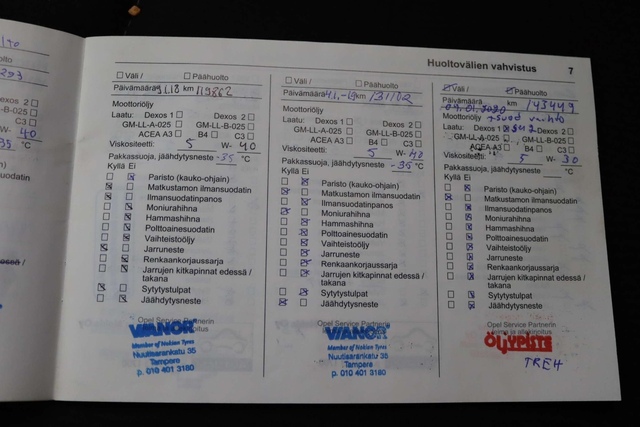 Huoltovälien vahvistus 7
Väli / Päähuolto
Päivämäärä km 119862
Moottoriöljy
Laatu: Dexos 1 Dexos 2
GM-LL-A-025 GM-LL-B-025
ACEA A3 B4 C3
Viskositeetti: 5 W- 40
Pakkassuoja, jäähdytysneste -35 °C
Kyllä Ei
Paristo (kauko-ohjain)
Matkustamon ilmansuodatin
Ilmansuodatinpanos
Moniurahihna
Hammashihna
Polttoainesuodatin
Vaihteistoöljy
Jarruneste
Renkaankorjaussarja
Jarrujen kitkapinnat edessä /
takana
Sytytystulpat
Jäähdytysneste
Opel Service Partnerin
VIANOR
Member of Nokian Tyres
Nuutisarankatu 35
Tampere
p. 010 401 3180
Väli / Päähuolto
Päivämäärä km 131102
Moottoriöljy
Laatu: Dexos 1 Dexos 2
GM-LL-A-025 GM-LL-B-025
ACEA A3 B4 C3
Viskositeetti: 5 W- 40
Pakkassuoja, jäähdytysneste -35 °C
Kyllä Ei
Paristo (kauko-ohjain)
Matkustamon ilmansuodatin
Ilmansuodatinpanos
Moniurahihna
Hammashihna
Polttoainesuodatin
Vaihteistoöljy
Jarruneste
Renkaankorjaussarja
Jarrujen kitkapinnat edessä /
takana
Sytytystulpat
Jäähdytysneste
Opel Service Partnerin
VIANOR
Member of Nokian Tyres
Nuutisarankatu 35
Tampere
p. 010 401 3180
Väli / Päähuolto
Päivämäärä km 143449
Moottoriöljy
Laatu: Dexos 1 Dexos 2
GM-LL-A-025 GM-LL-B-025
ACEA A3 B4 C3
Viskositeetti: 5 W- 30
Pakkassuoja, jäähdytysneste °C
Kyllä Ei
Paristo (kauko-ohjain)
Matkustamon ilmansuodatin
Ilmansuodatinpanos
Moniurahihna
Hammashihna
Polttoainesuodatin
Vaihteistoöljy
Jarruneste
Renkaankorjaussarja
Jarrujen kitkapinnat edessä /
takana
Sytytystulpat
Jäähdytysneste
Opel Service Partnerin
TREH